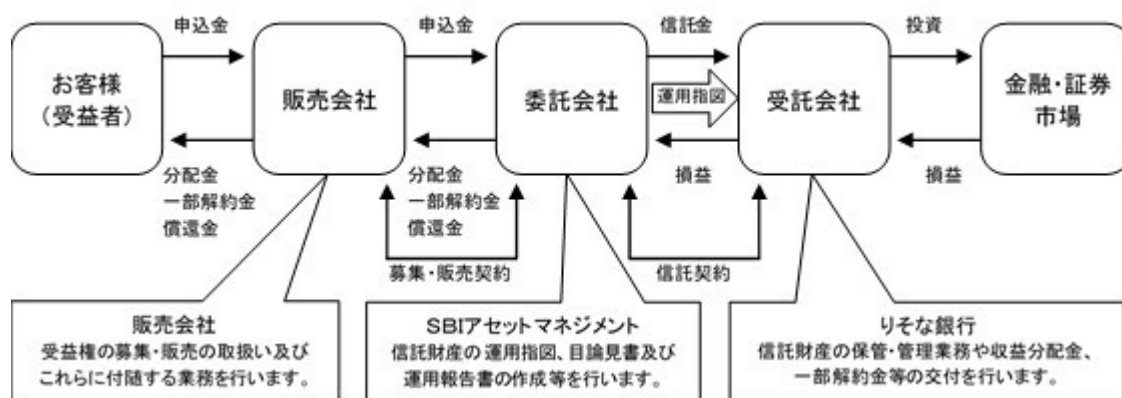 申込金
申込金
信託金
投資
お客様
(受益者)
販売会社
委託会社
運用指図
受託会社
金融・証券
市場
分配金
一部解約金
償還金
分配金
一部解約金
償還金
損益
損益
募集・販売契約
信託契約
販売会社
受益権の募集・販売の取扱い及び
これらに付随する業務を行います。
SBIアセットマネジメント
信託財産の運用指図、目論見書及び
運用報告書の作成等を行います。
りそな銀行
信託財産の保管・管理業務や収益分配金、
一部解約金等の交付を行います。